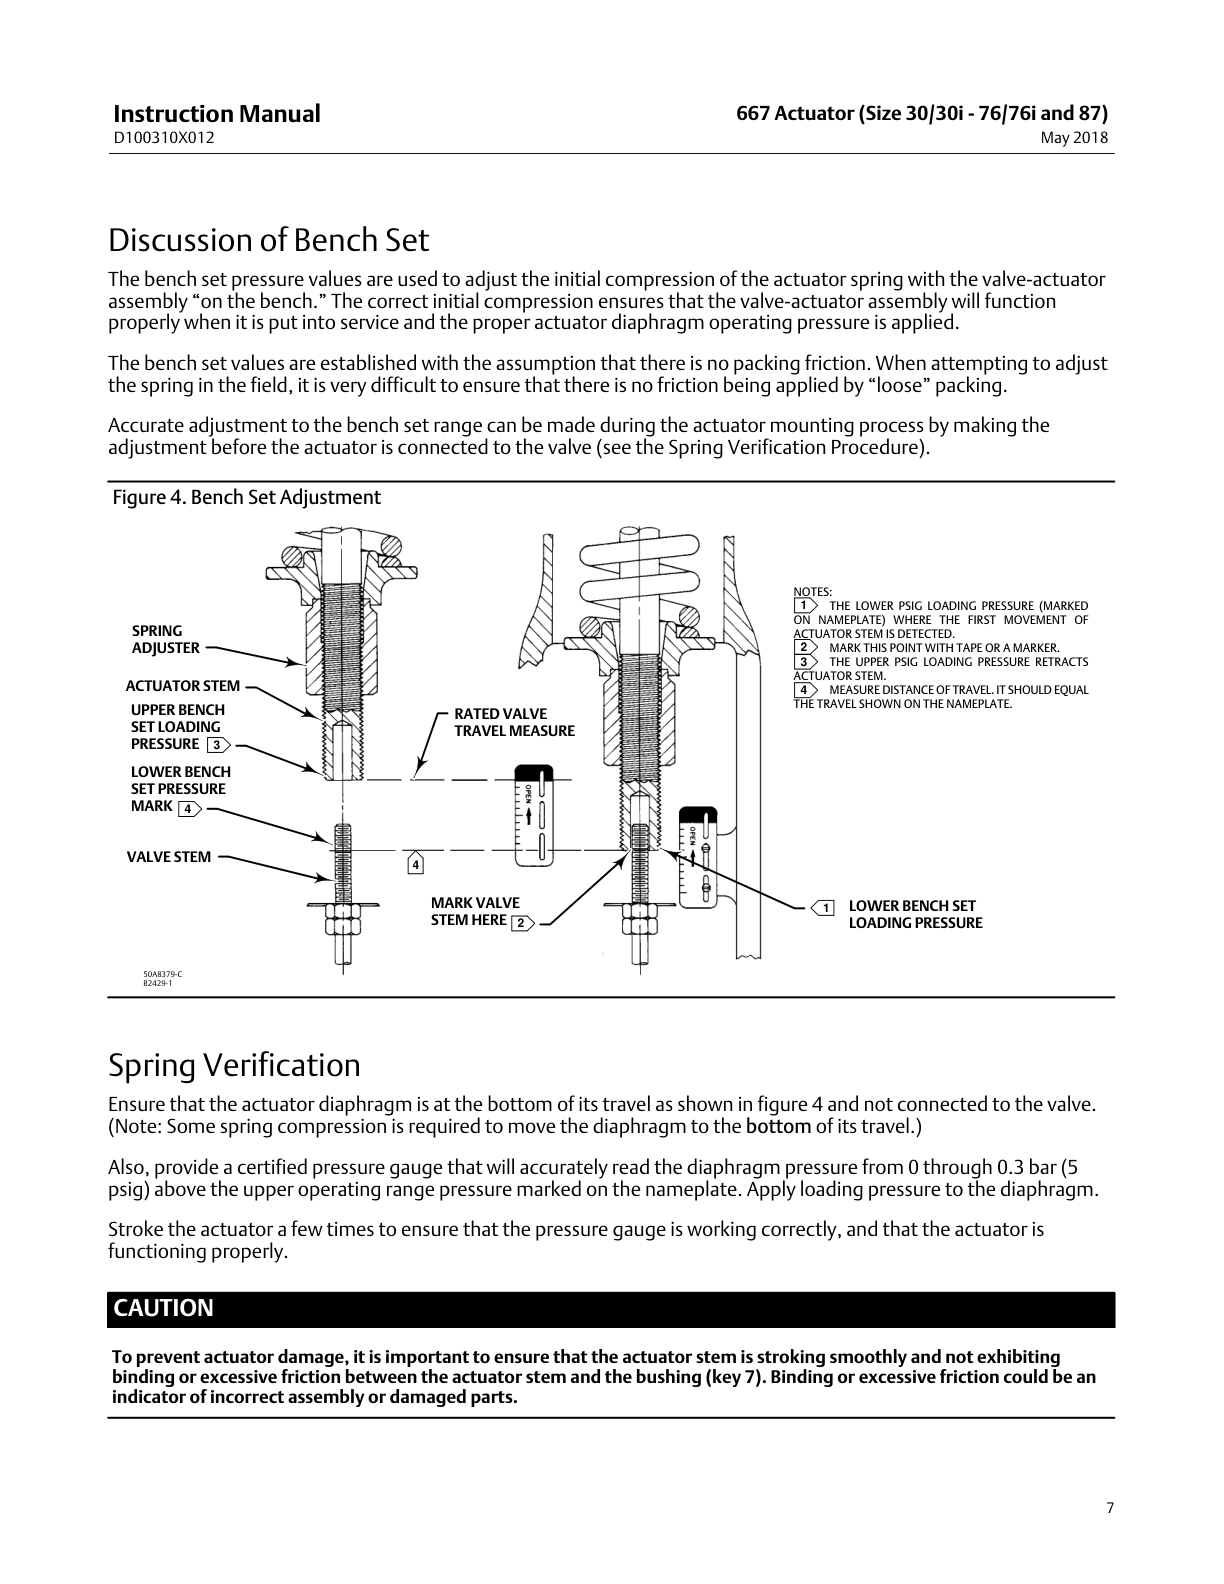 Instruction Manual
D100310X012
667 Actuator (Size 30/30i - 76/76i and 87)
May 2018
Discussion of Bench Set
The bench set pressure values are used to adjust the initial compression of the actuator spring with the valve-actuator
assembly “on the bench.” The correct initial compression ensures that the valve-actuator assembly will function
properly when it is put into service and the proper actuator diaphragm operating pressure is applied.
The bench set values are established with the assumption that there is no packing friction. When attempting to adjust
the spring in the field, it is very difficult to ensure that there is no friction being applied by “loose” packing.
Accurate adjustment to the bench set range can be made during the actuator mounting process by making the
adjustment before the actuator is connected to the valve (see the Spring Verification Procedure).
Figure 4. Bench Set Adjustment
SPRING
ADJUSTER
ACTUATOR STEM
UPPER BENCH
SET LOADING
PRESSURE 3
LOWER BENCH
SET PRESSURE
MARK 4
VALVE STEM
RATED VALVE
TRAVEL MEASURE
OPEN
4
MARK VALVE
STEM HERE 2
OPEN
1 LOWER BENCH SET
LOADING PRESSURE
NOTES:
1 THE LOWER PSIG LOADING PRESSURE (MARKED
ON NAMEPLATE) WHERE THE FIRST MOVEMENT OF
ACTUATOR STEM IS DETECTED.
2 MARK THIS POINT WITH TAPE OR A MARKER.
3 THE UPPER PSIG LOADING PRESSURE RETRACTS
ACTUATOR STEM.
4 MEASURE DISTANCE OF TRAVEL. IT SHOULD EQUAL
THE TRAVEL SHOWN ON THE NAMEPLATE.
50A8379-C
B2429-1
Spring Verification
Ensure that the actuator diaphragm is at the bottom of its travel as shown in figure 4 and not connected to the valve.
(Note: Some spring compression is required to move the diaphragm to the bottom of its travel.)
Also, provide a certified pressure gauge that will accurately read the diaphragm pressure from 0 through 0.3 bar (5
psig) above the upper operating range pressure marked on the nameplate. Apply loading pressure to the diaphragm.
Stroke the actuator a few times to ensure that the pressure gauge is working correctly, and that the actuator is
functioning properly.
CAUTION
To prevent actuator damage, it is important to ensure that the actuator stem is stroking smoothly and not exhibiting
binding or excessive friction between the actuator stem and the bushing (key 7). Binding or excessive friction could be an
indicator of incorrect assembly or damaged parts.
7